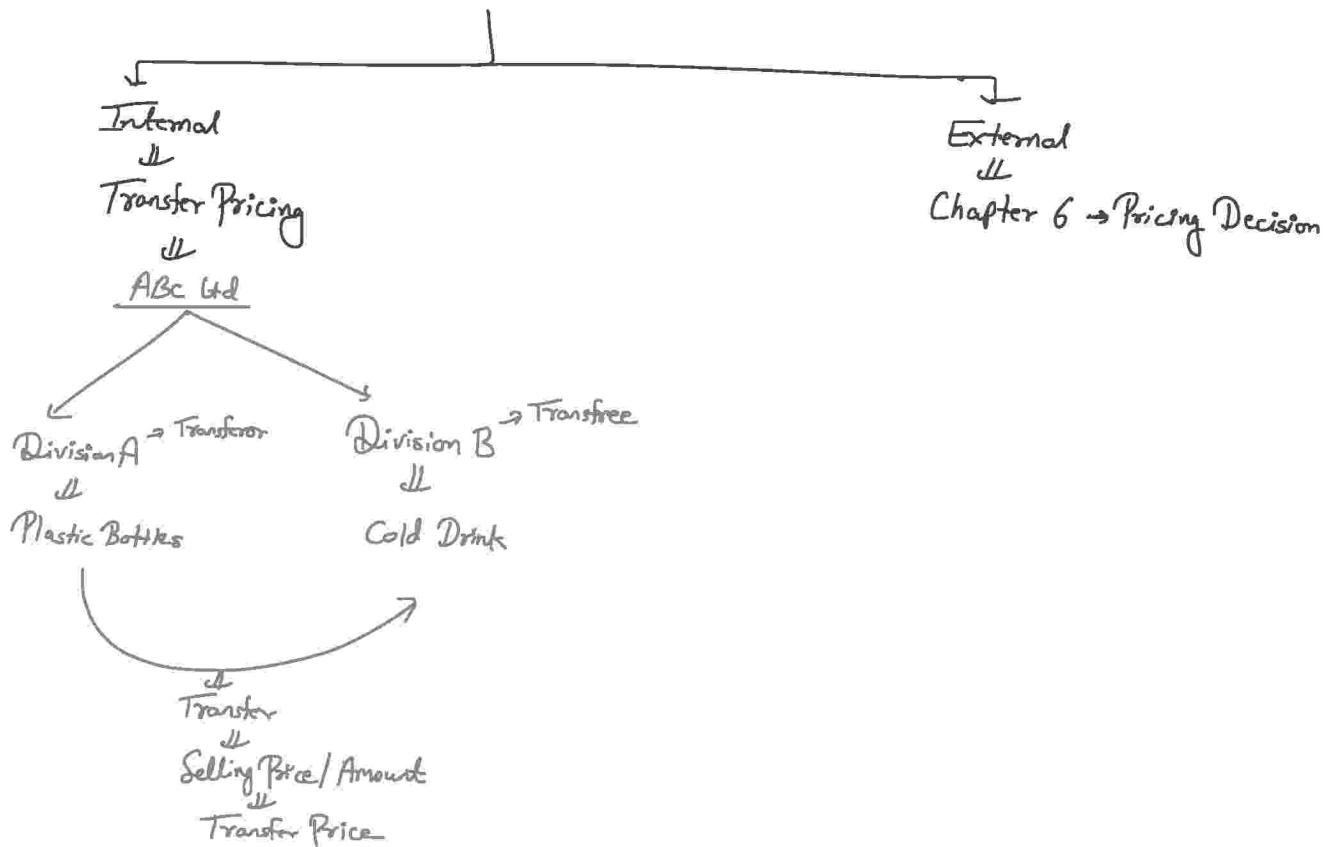 Internal
External
⇓
⇓
Transfer Pricing
Chapter 6 → Pricing Decision
⇓
ABC Ltd
Division A → Transferor
Division B → Transfree
⇓
⇓
Plastic Bottles
Cold Drink
⇓
Transfer
⇓
Selling Price/Amount
⇓
Transfer Price